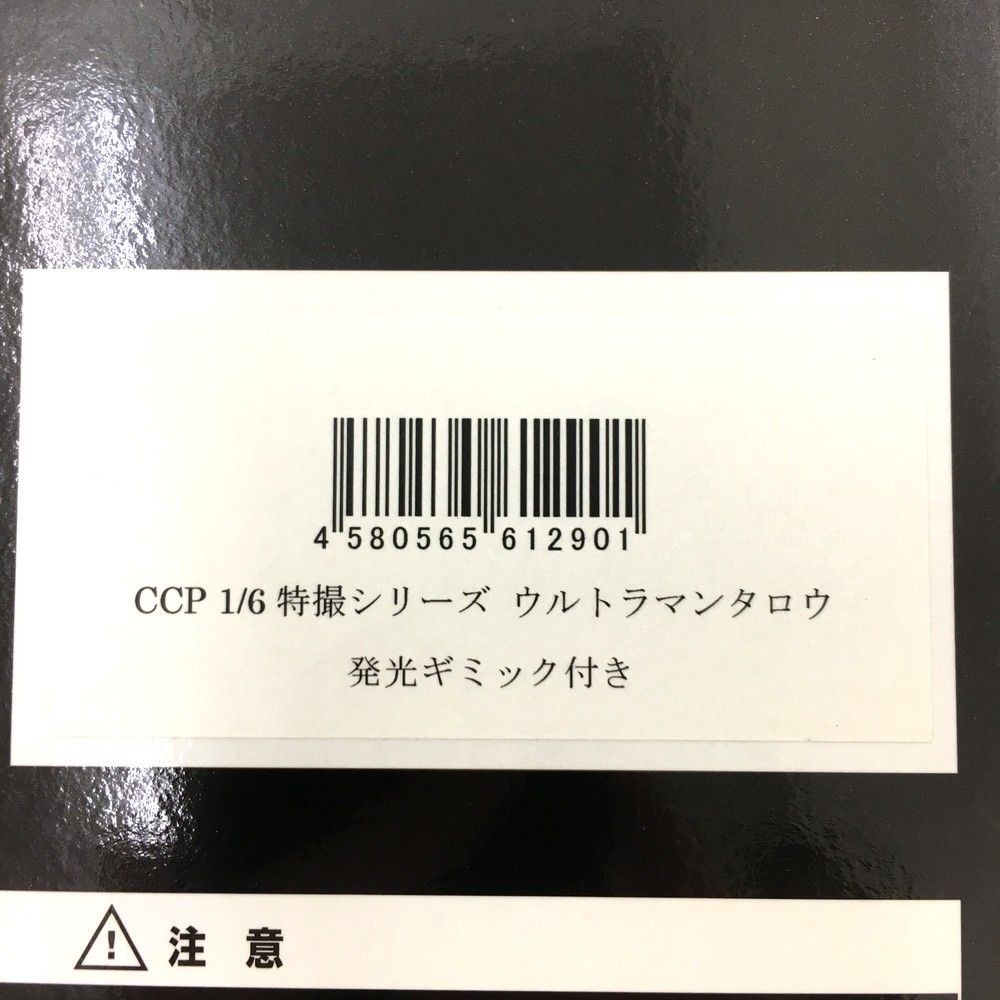 4 580565 612901
CCP 1/6 特撮シリーズ ウルトラマンタロウ
発光ギミック付き
注 意